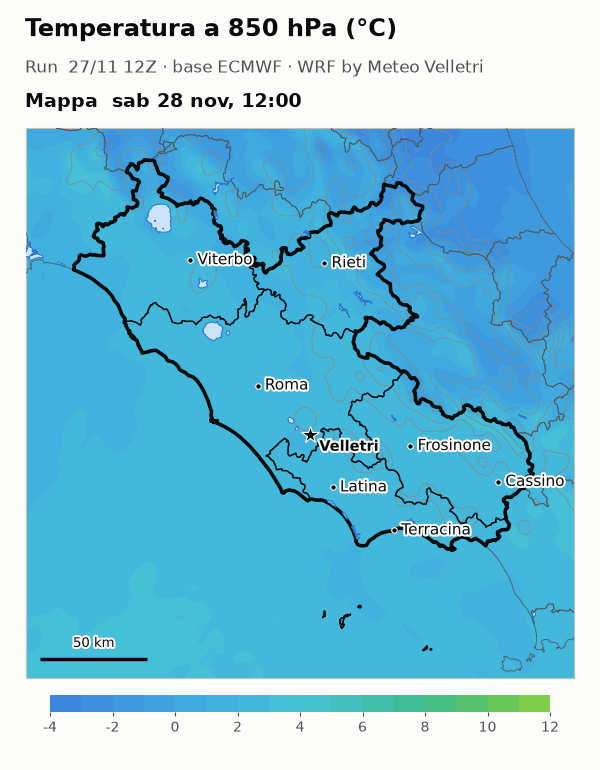 Temperatura a 850 hPa (°C)
Run  27/11 12Z · base ECMWF · WRF by Meteo Velletri
Mappa  sab 28 nov, 12:00
Viterbo
Rieti
Roma
Velletri
Frosinone
Cassino
Latina
Terracina
50 km
-4 -2 0 2 4 6 8 10 12